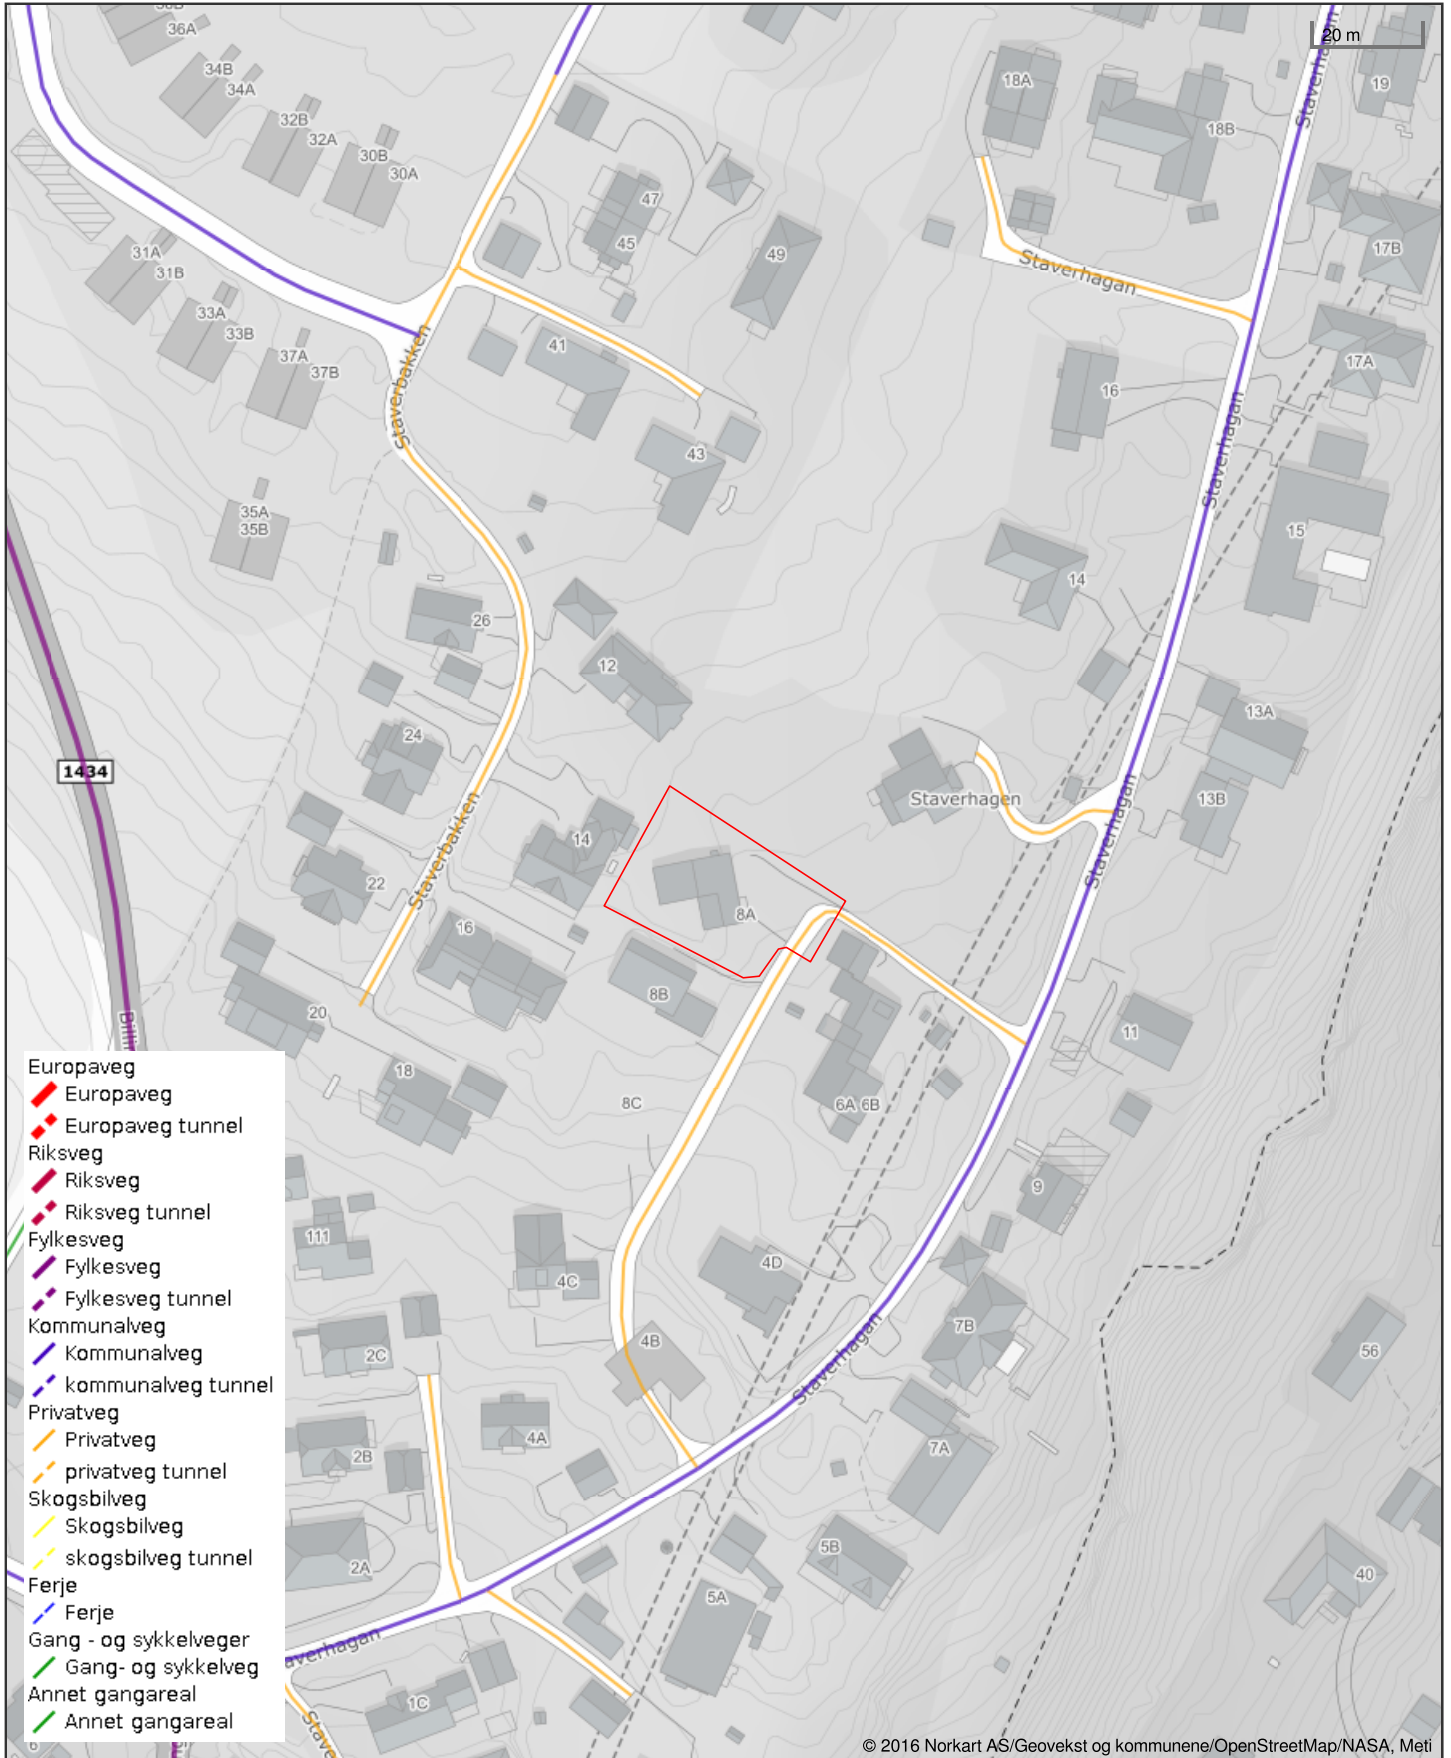 36A
20 m
34B
34A
18A
19
32B
32A
18B
30B
30A
Staverhagan
47
45
49
17B
31A
31B
Staverhagan
33A
33B
41
37A
37B
17A
Staverbakken
16
43
Staverhagan
35A
35B
15
14
26
12
13A
24
1434
Staverhagen
13B
Staverhagan
14
Staverbakken
22
8A
16
8B
20
11
18
8C
6A 6B
9
111
4D
4C
7B
4B
2C
56
Staverhagan
4A
7A
2B
2A
5B
5A
40
averhagan
1C
Stave
6
Europaveg
Europaveg
Europaveg tunnel
Riksveg
Riksveg
Riksveg tunnel
Fylkesveg
Fylkesveg
Fylkesveg tunnel
Kommunalveg
Kommunalveg
kommunalveg tunnel
Privatveg
Privatveg
privatveg tunnel
Skogsbilveg
Skogsbilveg
skogsbilveg tunnel
Ferje
Ferje
Gang - og sykkelveger
Gang- og sykkelveg
Annet gangareal
Annet gangareal
© 2016 Norkart AS/Geovekst og kommunene/OpenStreetMap/NASA, Meti